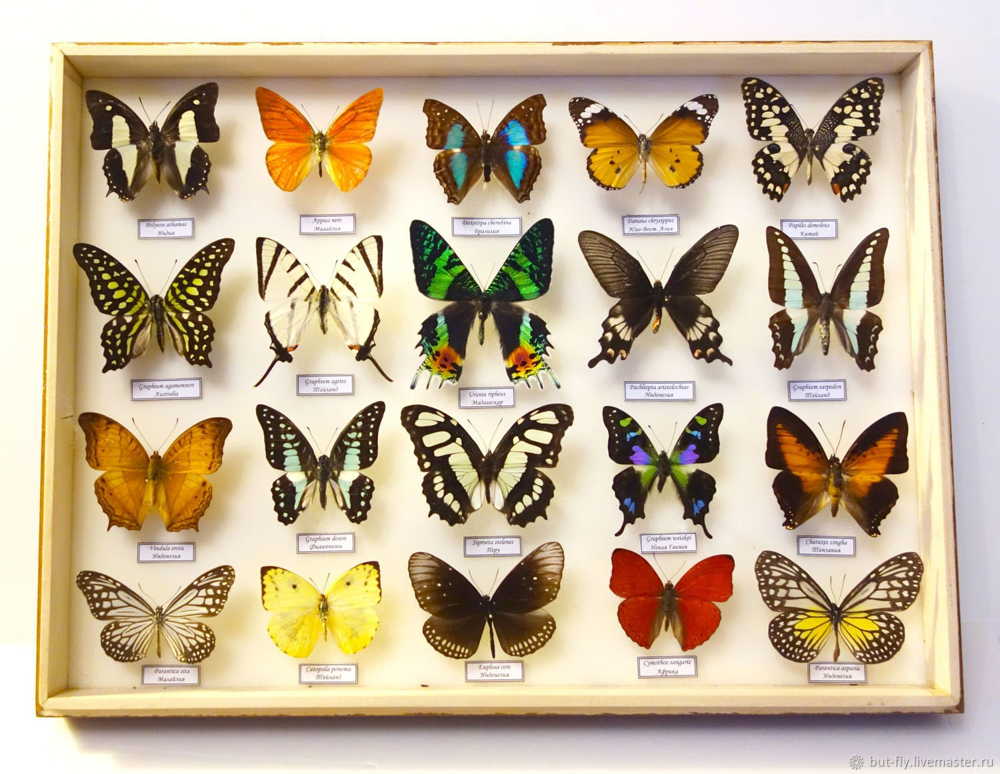 Polyura athamas
Индия
Appias nero
Малайзия
Doxocopa cherubina
Бразилия
Danaus chrysippus
Юго-Вост. Азия
Papilio demoleus
Китай
Graphium agamemnon
Australia
Graphium agetes
Тайланд
Urania ripheus
Мадагаскар
Pachliopta aristolochiae
Индонезия
Graphium sarpedon
Тайланд
Vindula erota
Индонезия
Graphium doson
Филиппины
Siproeta stelenes
Перу
Graphium weiskei
Новая Гвинея
Charaxes zingha
Танзания
Parantica sita
Малайзия
Catopsila ponoma
Тайланд
Euploea core
Индонезия
Cymothoe sangaris
Африка
Parantica aspasia
Индонезия
but-fly.livemaster.ru